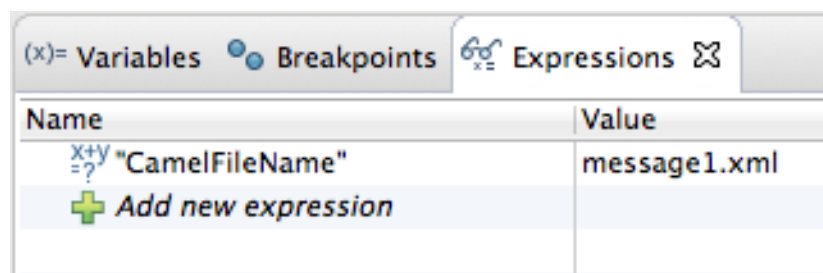 (x)= Variables Breakpoints Expressions
Name Value
x+y=? "CamelFileName" message1.xml
Add new expression